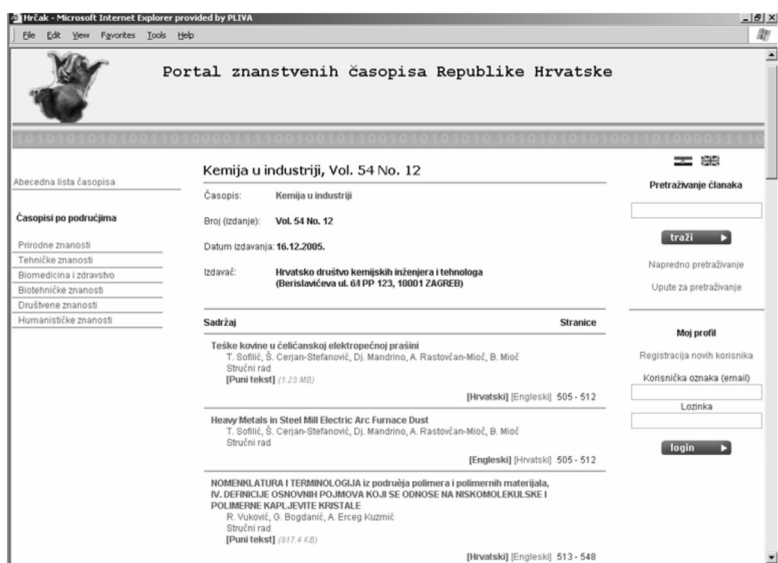 Hrčak - Microsoft Internet Explorer provided by PLIVA
File Edit View Favorites Tools Help
Portal znanstvenih časopisa Republike Hrvatske
Abecedna lista časopisa
Časopisi po područjima
Prirodne znanosti
Tehničke znanosti
Biomedicina i zdravstvo
Biotehničke znanosti
Društvene znanosti
Humanističke znanosti
Kemija u industriji, Vol. 54 No. 12
Časopis: Kemija u industriji
Broj (izdanje): Vol. 54 No. 12
Datum izdavanja: 16.12.2005.
Izdavač: Hrvatsko društvo kemijskih inženjera i tehnologa
(Berislavićeva ul. 6/I PP 123, 10001 ZAGREB)
Sadržaj Stranice
Teške kovine u čeličanskoj elektropećnoj prašini
T. Sofilić, Š. Cerjan-Stefanović, Dj. Mandrino, A. Rastovčan-Mioč, B. Mioč
Stručni rad
[Puni tekst] (1.23 MB)
[Hrvatski] [Engleski] 505 - 512
Heavy Metals in Steel Mill Electric Arc Furnace Dust
T. Sofilić, Š. Cerjan-Stefanović, Dj. Mandrino, A. Rastovčan-Mioč, B. Mioč
Stručni rad
[Engleski] [Hrvatski] 505 - 512
NOMENKLATURA I TERMINOLOGIJA iz podruèja polimera i polimernih materijala,
IV. DEFINICIJE OSNOVNIH POJMOVA KOJI SE ODNOSE NA NISKOMOLEKULSKE I
POLIMERNE KAPLJEVITE KRISTALE
R. Vuković, G. Bogdanić, A. Erceg Kuzmić
Stručni rad
[Puni tekst] (817.4 KB)
[Hrvatski] [Engleski] 513 - 548
Pretraživanje članaka
traži
Napredno pretraživanje
Upute za pretraživanje
Moj profil
Registracija novih korisnika
Korisnička oznaka (email)
Lozinka
login